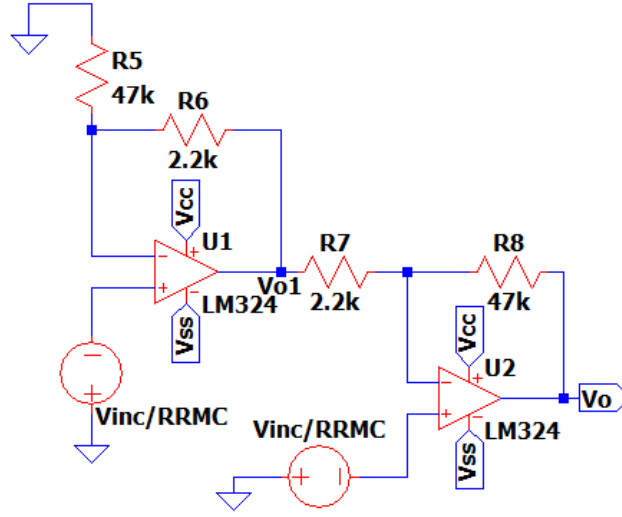 R5
47k
R6
2.2k
Vcc
U1
Vo1
LM324
Vss
R7
2.2k
R8
47k
Vcc
U2
LM324
Vss
Vo
Vinc/RRMC
Vinc/RRMC